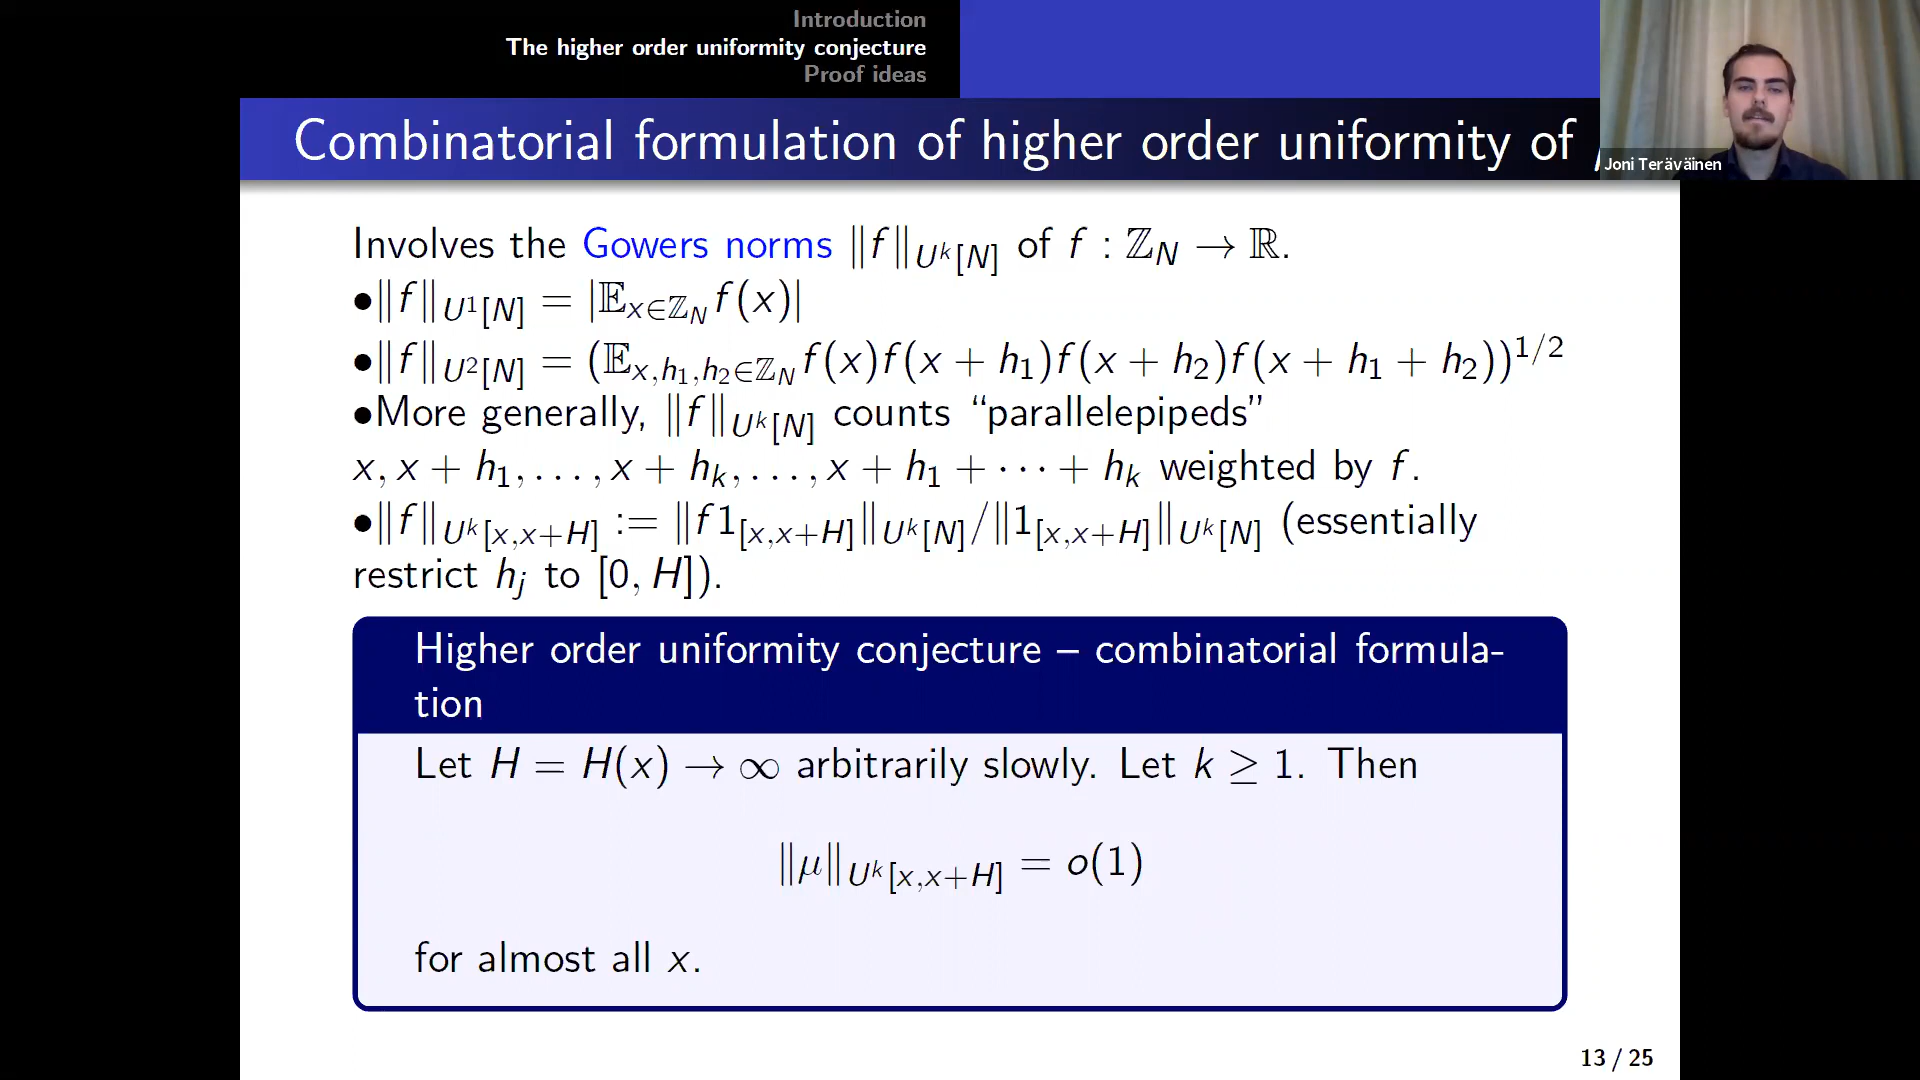 Introduction
The higher order uniformity conjecture
Proof ideas
Combinatorial formulation of higher order uniformity of
Joni Teräväinen
Involves the Gowers norms ‖f‖_{U^k[N]} of f : ℤ_N → ℝ.
•‖f‖_{U^1[N]} = |𝔼_{x∈ℤ_N} f(x)|
•‖f‖_{U^2[N]} = (𝔼_{x,h_1,h_2∈ℤ_N} f(x)f(x + h_1)f(x + h_2)f(x + h_1 + h_2))^{1/2}
•More generally, ‖f‖_{U^k[N]} counts “parallelepipeds”
x, x + h_1, . . . , x + h_k, . . . , x + h_1 + · · · + h_k weighted by f.
•‖f‖_{U^k[x,x+H]} := ‖f1_{[x,x+H]}‖_{U^k[N]}/‖1_{[x,x+H]}‖_{U^k[N]} (essentially
restrict h_j to [0, H]).
Higher order uniformity conjecture – combinatorial formula-
tion
Let H = H(x) → ∞ arbitrarily slowly. Let k ≥ 1. Then
‖μ‖_{U^k[x,x+H]} = o(1)
for almost all x.
13 / 25